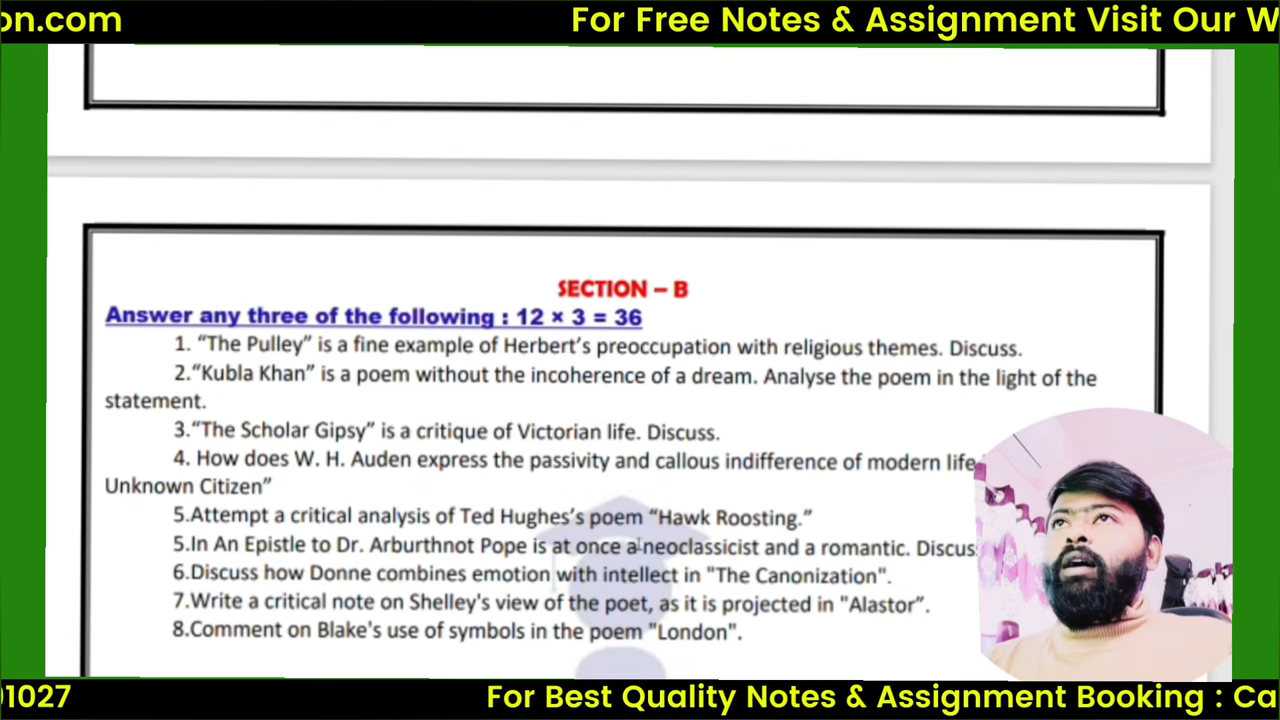 on.com For Free Notes & Assignment Visit Our W
SECTION – B
Answer any three of the following : 12 × 3 = 36
1. “The Pulley” is a fine example of Herbert’s preoccupation with religious themes. Discuss.
2.“Kubla Khan” is a poem without the incoherence of a dream. Analyse the poem in the light of the
statement.
3.“The Scholar Gipsy” is a critique of Victorian life. Discuss.
4. How does W. H. Auden express the passivity and callous indifference of modern life
Unknown Citizen”
5.Attempt a critical analysis of Ted Hughes’s poem “Hawk Roosting.”
5.In An Epistle to Dr. Arburthnot Pope is at once a neoclassicist and a romantic. Discus
6.Discuss how Donne combines emotion with intellect in "The Canonization".
7.Write a critical note on Shelley's view of the poet, as it is projected in "Alastor”.
8.Comment on Blake's use of symbols in the poem "London".
01027 For Best Quality Notes & Assignment Booking : Ca